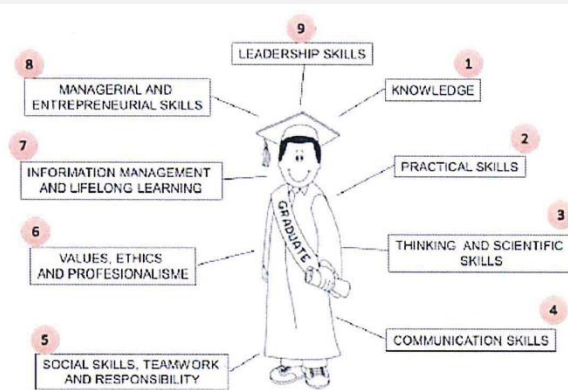 9
LEADERSHIP SKILLS
1
KNOWLEDGE
2
PRACTICAL SKILLS
3
THINKING AND SCIENTIFIC
SKILLS
4
COMMUNICATION SKILLS
5
SOCIAL SKILLS, TEAMWORK
AND RESPONSIBILITY
6
VALUES, ETHICS
AND PROFESIONALISME
7
INFORMATION MANAGEMENT
AND LIFELONG LEARNING
8
MANAGERIAL AND
ENTREPRENEURIAL SKILLS
GRADUATE